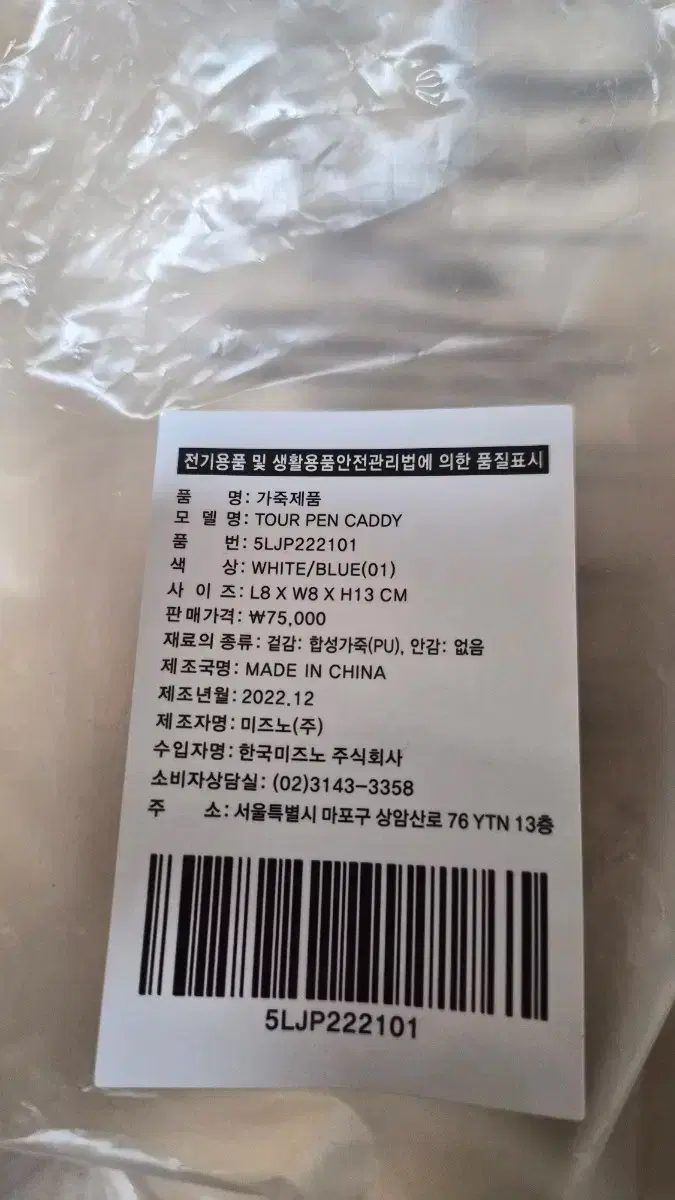 전기용품 및 생활용품안전관리법에 의한 품질표시
품 명: 가죽제품
모 델 명: TOUR PEN CADDY
품 번: 5LJP222101
색 상: WHITE/BLUE(01)
사 이 즈: L8 X W8 X H13 CM
판매가격: ₩75,000
재료의 종류: 겉감: 합성가죽(PU), 안감: 없음
제조국명: MADE IN CHINA
제조년월: 2022.12
제조자명: 미즈노(주)
수입자명: 한국미즈노 주식회사
소비자상담실: (02)3143-3358
주 소: 서울특별시 마포구 상암산로 76 YTN 13층
5LJP222101